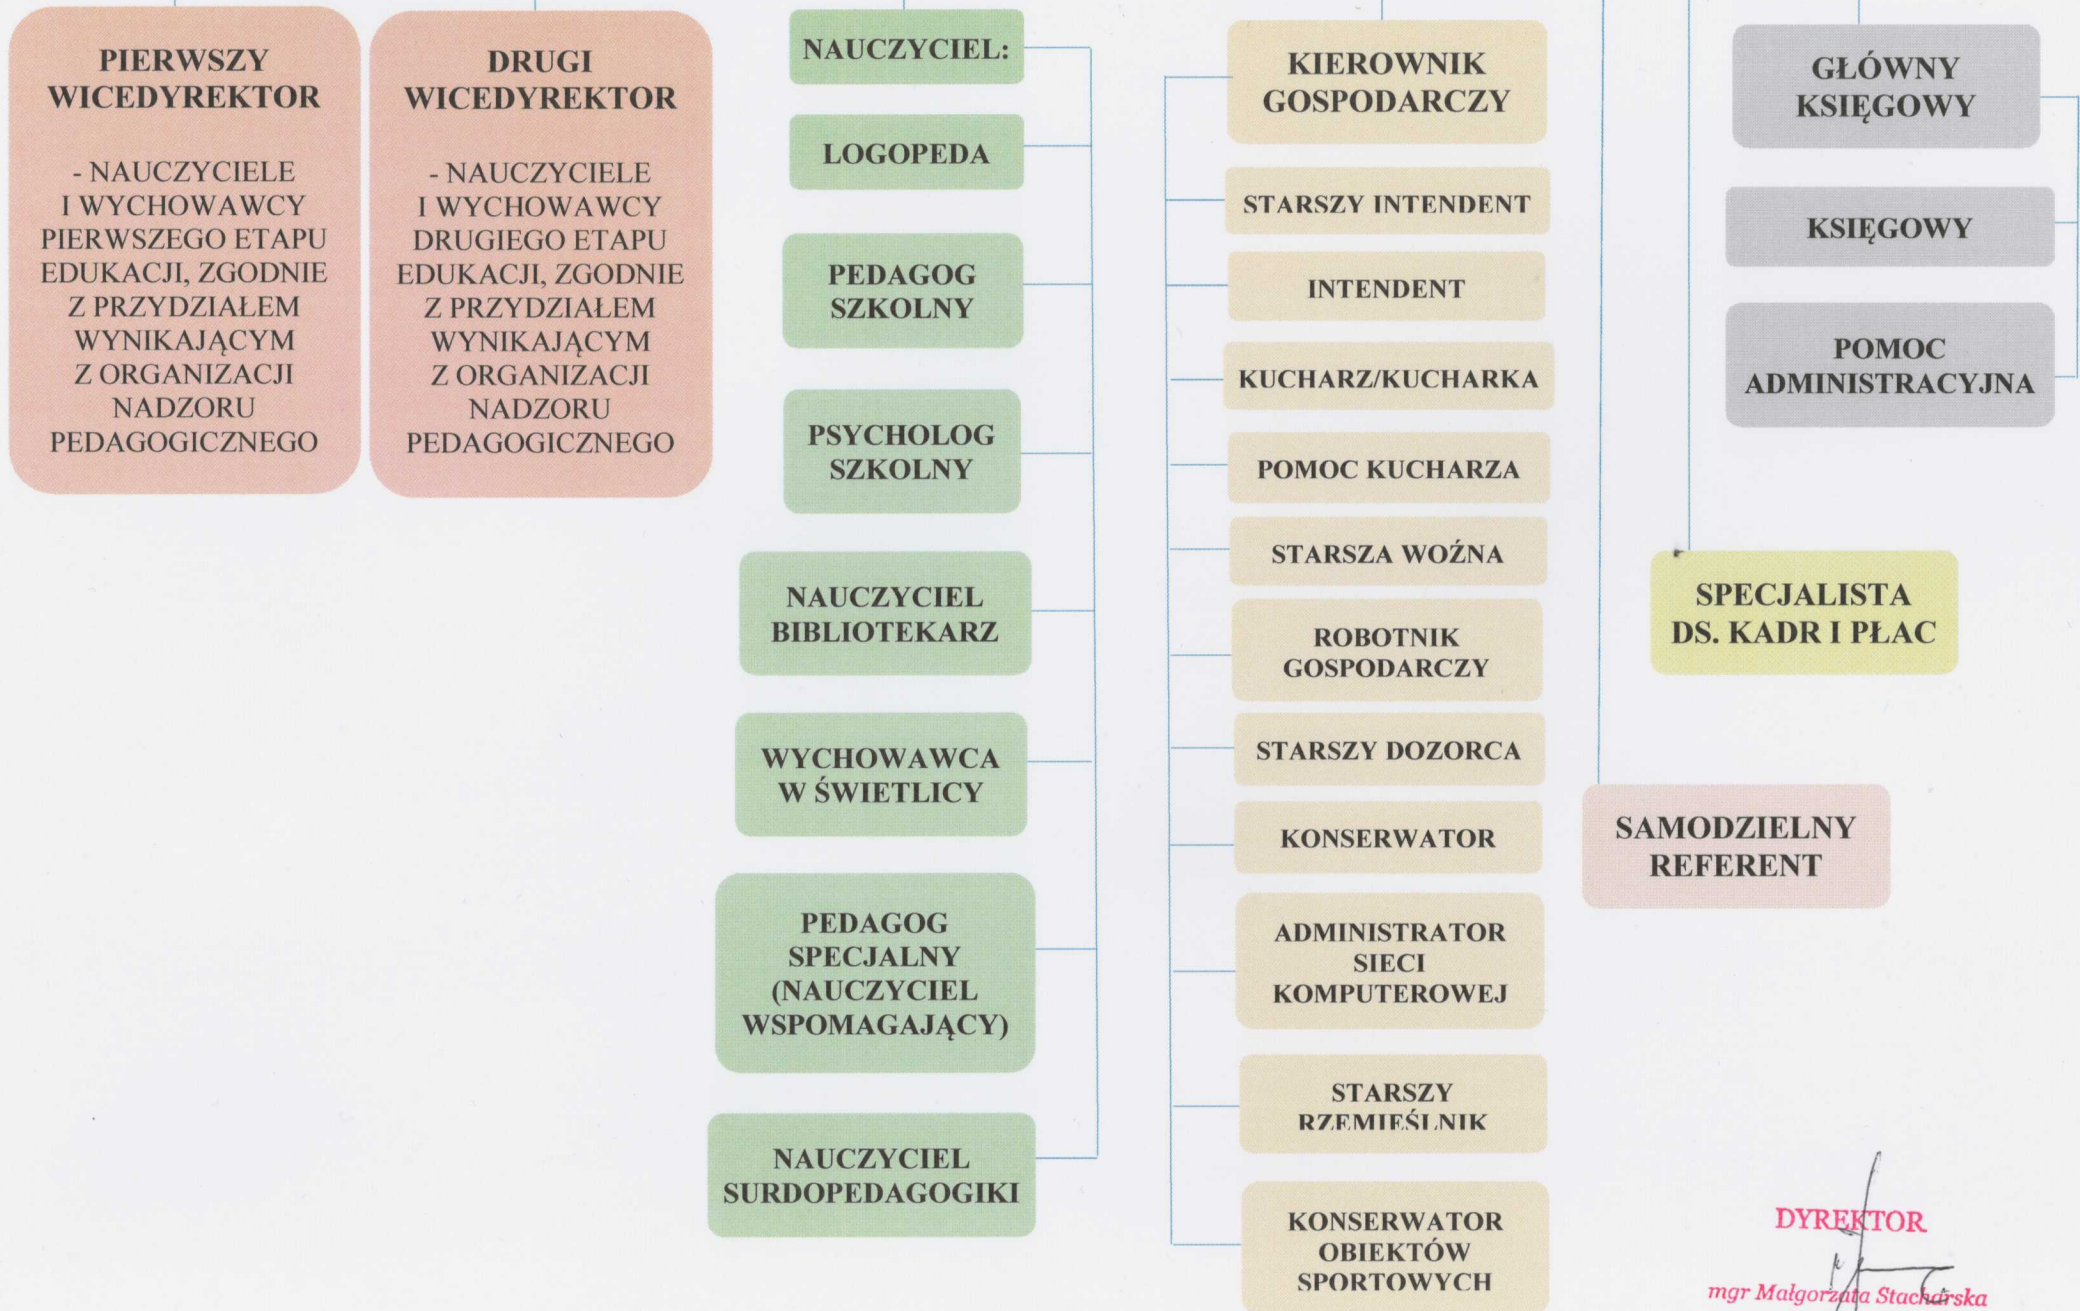 PIERWSZY
WICEDYREKTOR
- NAUCZYCIELE
I WYCHOWAWCY
PIERWSZEGO ETAPU
EDUKACJI, ZGODNIE
Z PRZYDZIAŁEM
WYNIKAJĄCYM
Z ORGANIZACJI
NADZORU
PEDAGOGICZNEGO
DRUGI
WICEDYREKTOR
- NAUCZYCIELE
I WYCHOWAWCY
DRUGIEGO ETAPU
EDUKACJI, ZGODNIE
Z PRZYDZIAŁEM
WYNIKAJĄCYM
Z ORGANIZACJI
NADZORU
PEDAGOGICZNEGO
NAUCZYCIEL:
LOGOPEDA
PEDAGOG
SZKOLNY
PSYCHOLOG
SZKOLNY
NAUCZYCIEL
BIBLIOTEKARZ
WYCHOWAWCA
W ŚWIETLICY
PEDAGOG
SPECJALNY
(NAUCZYCIEL
WSPOMAGAJĄCY)
NAUCZYCIEL
SURDOPEDAGOGIKI
KIEROWNIK
GOSPODARCZY
STARSZY INTENDENT
INTENDENT
KUCHARZ/KUCHARKA
POMOC KUCHARZA
STARSZA WOŹNA
ROBOTNIK
GOSPODARCZY
STARSZY DOZORCA
KONSERWATOR
ADMINISTRATOR
SIECI
KOMPUTEROWEJ
STARSZY
RZEMIEŚLNIK
KONSERWATOR
OBIEKTÓW
SPORTOWYCH
GŁÓWNY
KSIĘGOWY
KSIĘGOWY
POMOC
ADMINISTRACYJNA
SPECJALISTA
DS. KADR I PŁAC
SAMODZIELNY
REFERENT
DYREKTOR
mgr Małgorzata Stacharska